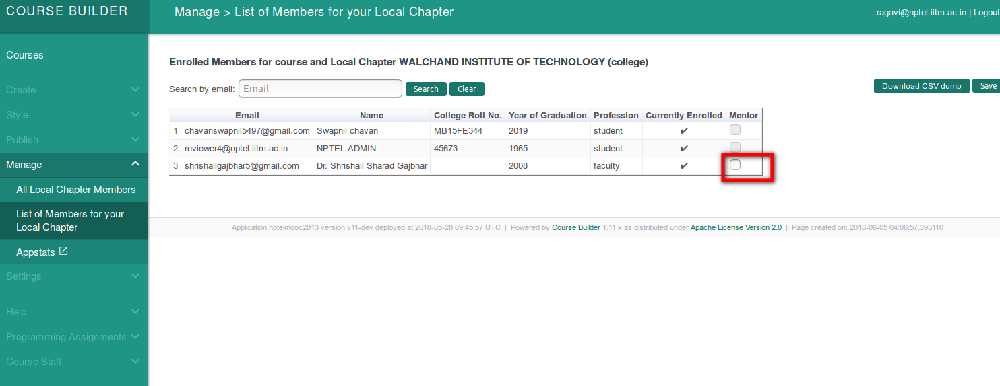 COURSE BUILDER
Manage > List of Members for your Local Chapter
ragavi@nptel.iitm.ac.in | Logout
Courses
Create
Style
Publish
Manage
All Local Chapter Members
List of Members for your
Local Chapter
Appstats
Settings
Help
Programming Assignments
Course Staff
Enrolled Members for course and Local Chapter WALCHAND INSTITUTE OF TECHNOLOGY (college)
Search by email: Email Search Clear
Download CSV dump Save
Email Name College Roll No. Year of Graduation Profession Currently Enrolled Mentor
1 chavanswapnil5497@gmail.com Swapnil chavan MB15FE344 2019 student ✔
2 reviewer4@nptel.iitm.ac.in NPTEL ADMIN 45673 1965 student ✔
3 shrishailgajbhar5@gmail.com Dr. Shrishail Sharad Gajbhar 2008 faculty ✔
Application nptelmooc2013 version v11-dev deployed at 2018-05-28 09:45:57 UTC | Powered by Course Builder 1.11.x as distributed under Apache License Version 2.0 | Page created on: 2018-06-05 04:06:57.393110